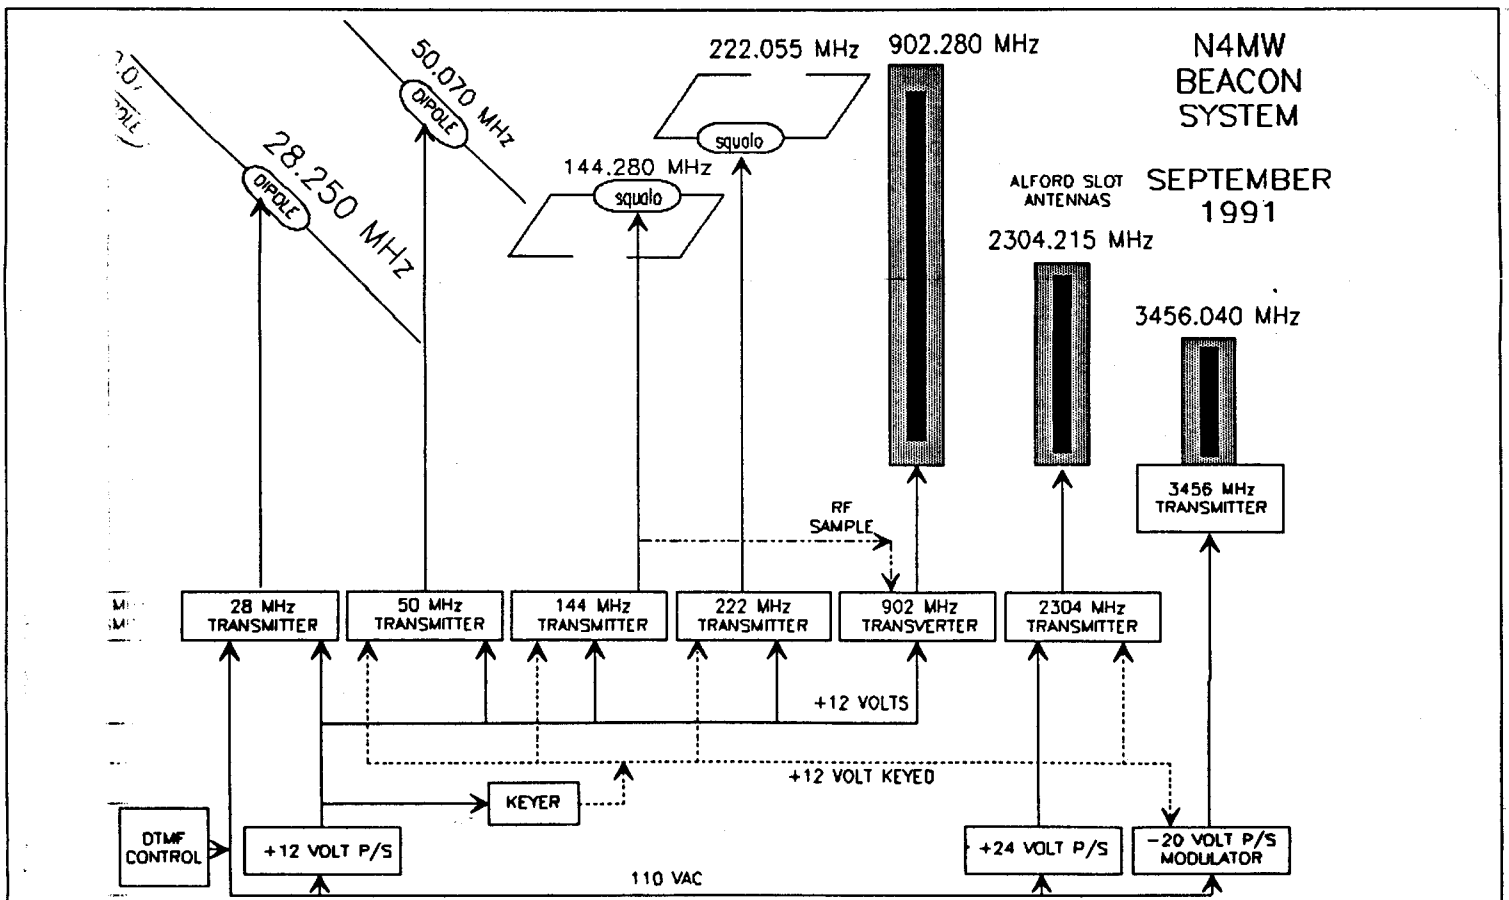 N4MW
BEACON
SYSTEM
SEPTEMBER
1991
50.070 MHz
DIPOLE
28.250 MHz
DIPOLE
144.280 MHz
squalo
222.055 MHz
squalo
902.280 MHz
ALFORD SLOT
ANTENNAS
2304.215 MHz
3456.040 MHz
3456 MHz
TRANSMITTER
RF
SAMPLE
28 MHz
TRANSMITTER
50 MHz
TRANSMITTER
144 MHz
TRANSMITTER
222 MHz
TRANSMITTER
902 MHz
TRANSVERTER
2304 MHz
TRANSMITTER
+12 VOLTS
+12 VOLT KEYED
KEYER
DTMF
CONTROL
+12 VOLT P/S
+24 VOLT P/S
-20 VOLT P/S
MODULATOR
110 VAC